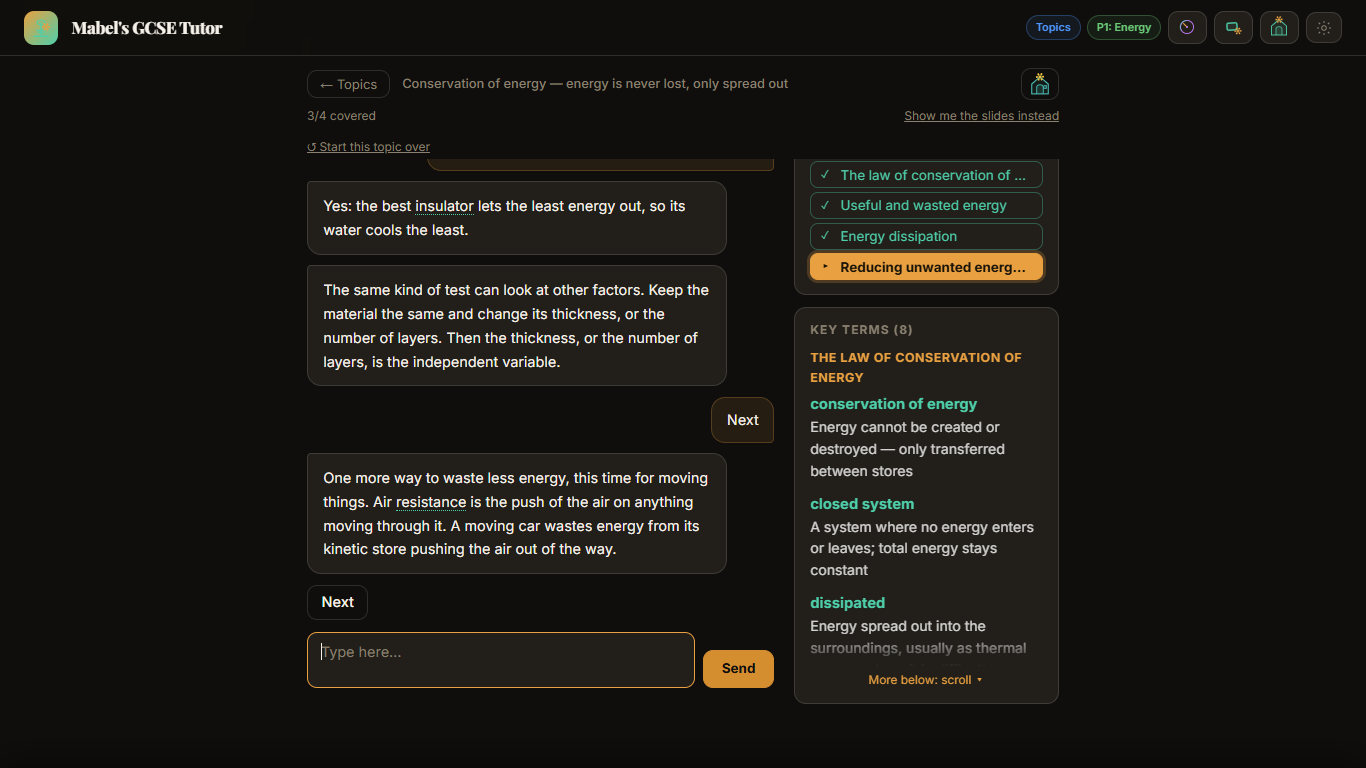 Mabel's GCSE Tutor
Topics
P1: Energy
← Topics
Conservation of energy — energy is never lost, only spread out
3/4 covered
Show me the slides instead
↺ Start this topic over
Yes: the best insulator lets the least energy out, so its
water cools the least.
The same kind of test can look at other factors. Keep the
material the same and change its thickness, or the
number of layers. Then the thickness, or the number of
layers, is the independent variable.
Next
One more way to waste less energy, this time for moving
things. Air resistance is the push of the air on anything
moving through it. A moving car wastes energy from its
kinetic store pushing the air out of the way.
Next
Type here...
Send
✓ The law of conservation of ...
✓ Useful and wasted energy
✓ Energy dissipation
▸ Reducing unwanted energ...
KEY TERMS (8)
THE LAW OF CONSERVATION OF
ENERGY
conservation of energy
Energy cannot be created or
destroyed — only transferred
between stores
closed system
A system where no energy enters
or leaves; total energy stays
constant
dissipated
Energy spread out into the
surroundings, usually as thermal
More below: scroll ▾